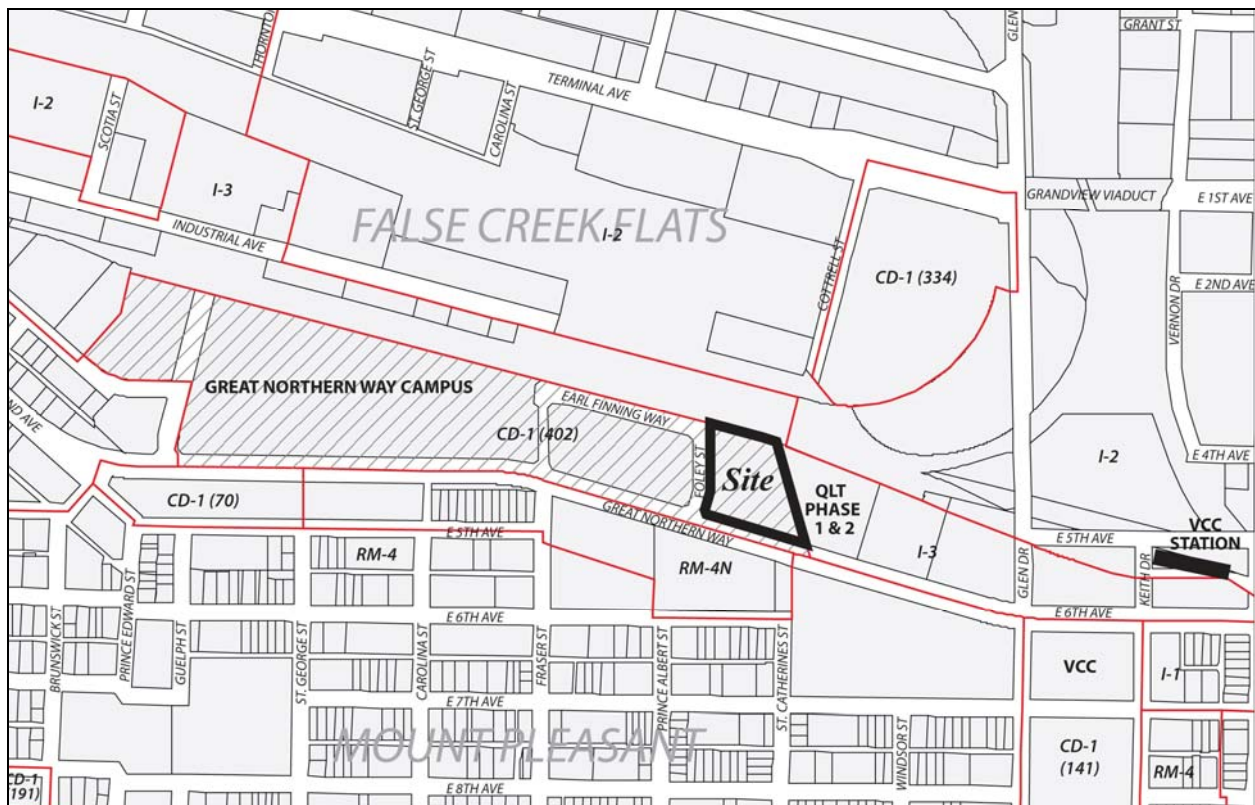 GLEN
GRANT ST
THORNTON
ST. GEORGE ST
CAROLINA ST
TERMINAL AVE
I-2
SCOTIA ST
I-3
INDUSTRIAL AVE
FALSE CREEK FLATS
I-2
COTTRELL ST
CD-1 (334)
GRANDVIEW VIADUCT
E 1ST AVE
E 2ND AVE
VERNON DR
GREAT NORTHERN WAY CAMPUS
EARL FINNING WAY
CD-1 (402)
FOLEY ST
Site
QLT
PHASE
1 & 2
I-2
E 4TH AVE
ND AVE
CD-1 (70)
GREAT NORTHERN WAY
I-3
GLEN DR
E 5TH AVE
VCC
STATION
KEITH DR
E 5TH AVE
RM-4
RM-4N
E 6TH AVE
E 6TH AVE
BRUNSWICK ST
PRINCE EDWARD ST
GUELPH ST
ST. GEORGE ST
CAROLINA ST
FRASER ST
PRINCE ALBERT ST
ST. CATHERINES ST
WINDSOR ST
VCC
I-1
E 7TH AVE
MOUNT PLEASANT
CD-1
(141)
RM-4
CD-1
(191)
E 8TH AVE